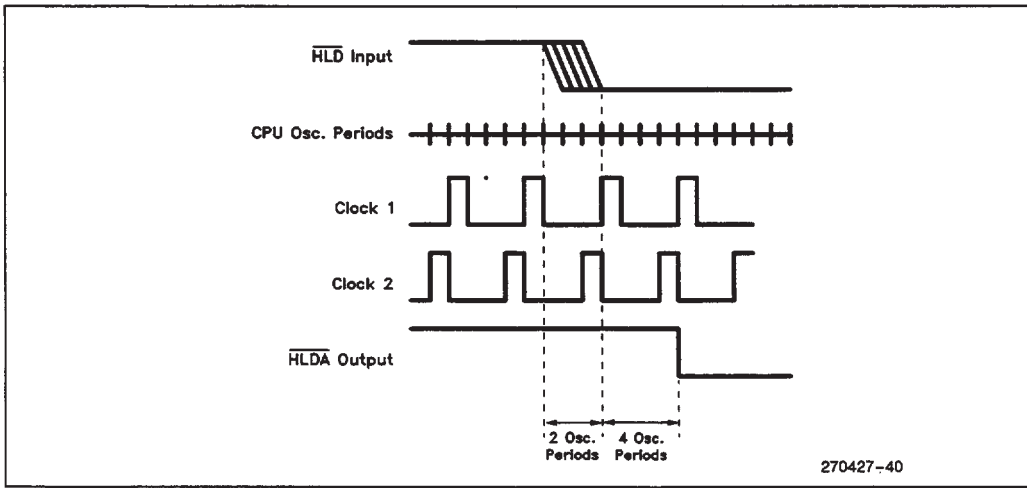 HLD Input
CPU Osc. Periods
Clock 1
Clock 2
HLDA Output
2 Osc.
Periods
4 Osc.
Periods
270427-40